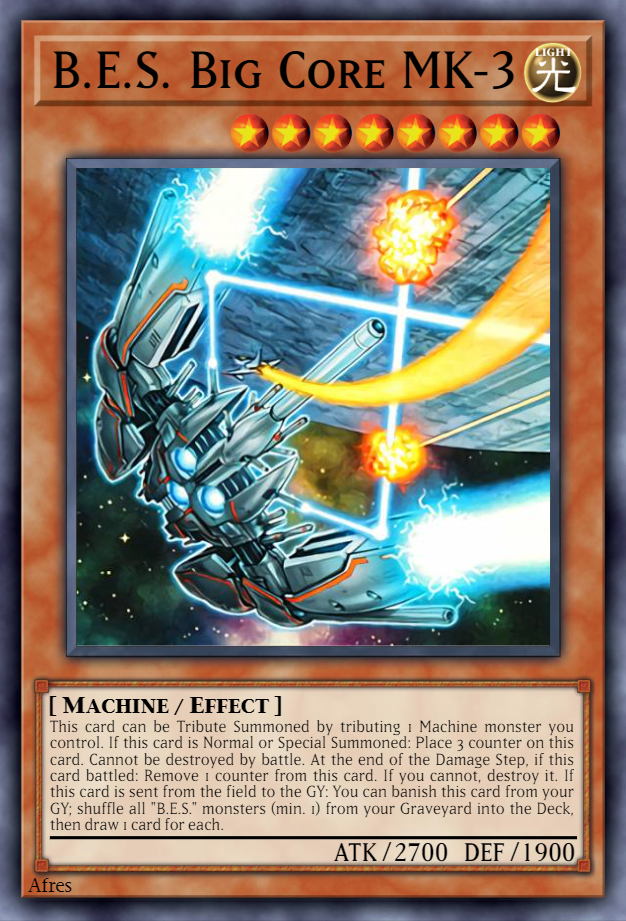 B.E.S. Big Core MK-3
LIGHT
光
[ Machine / Effect ]
This card can be Tribute Summoned by tributing 1 Machine monster you
control. If this card is Normal or Special Summoned: Place 3 counter on this
card. Cannot be destroyed by battle. At the end of the Damage Step, if this
card battled: Remove 1 counter from this card. If you cannot, destroy it. If
this card is sent from the field to the GY: You can banish this card from your
GY; shuffle all "B.E.S." monsters (min. 1) from your Graveyard into the Deck,
then draw 1 card for each.
ATK/2700 DEF/1900
Afres